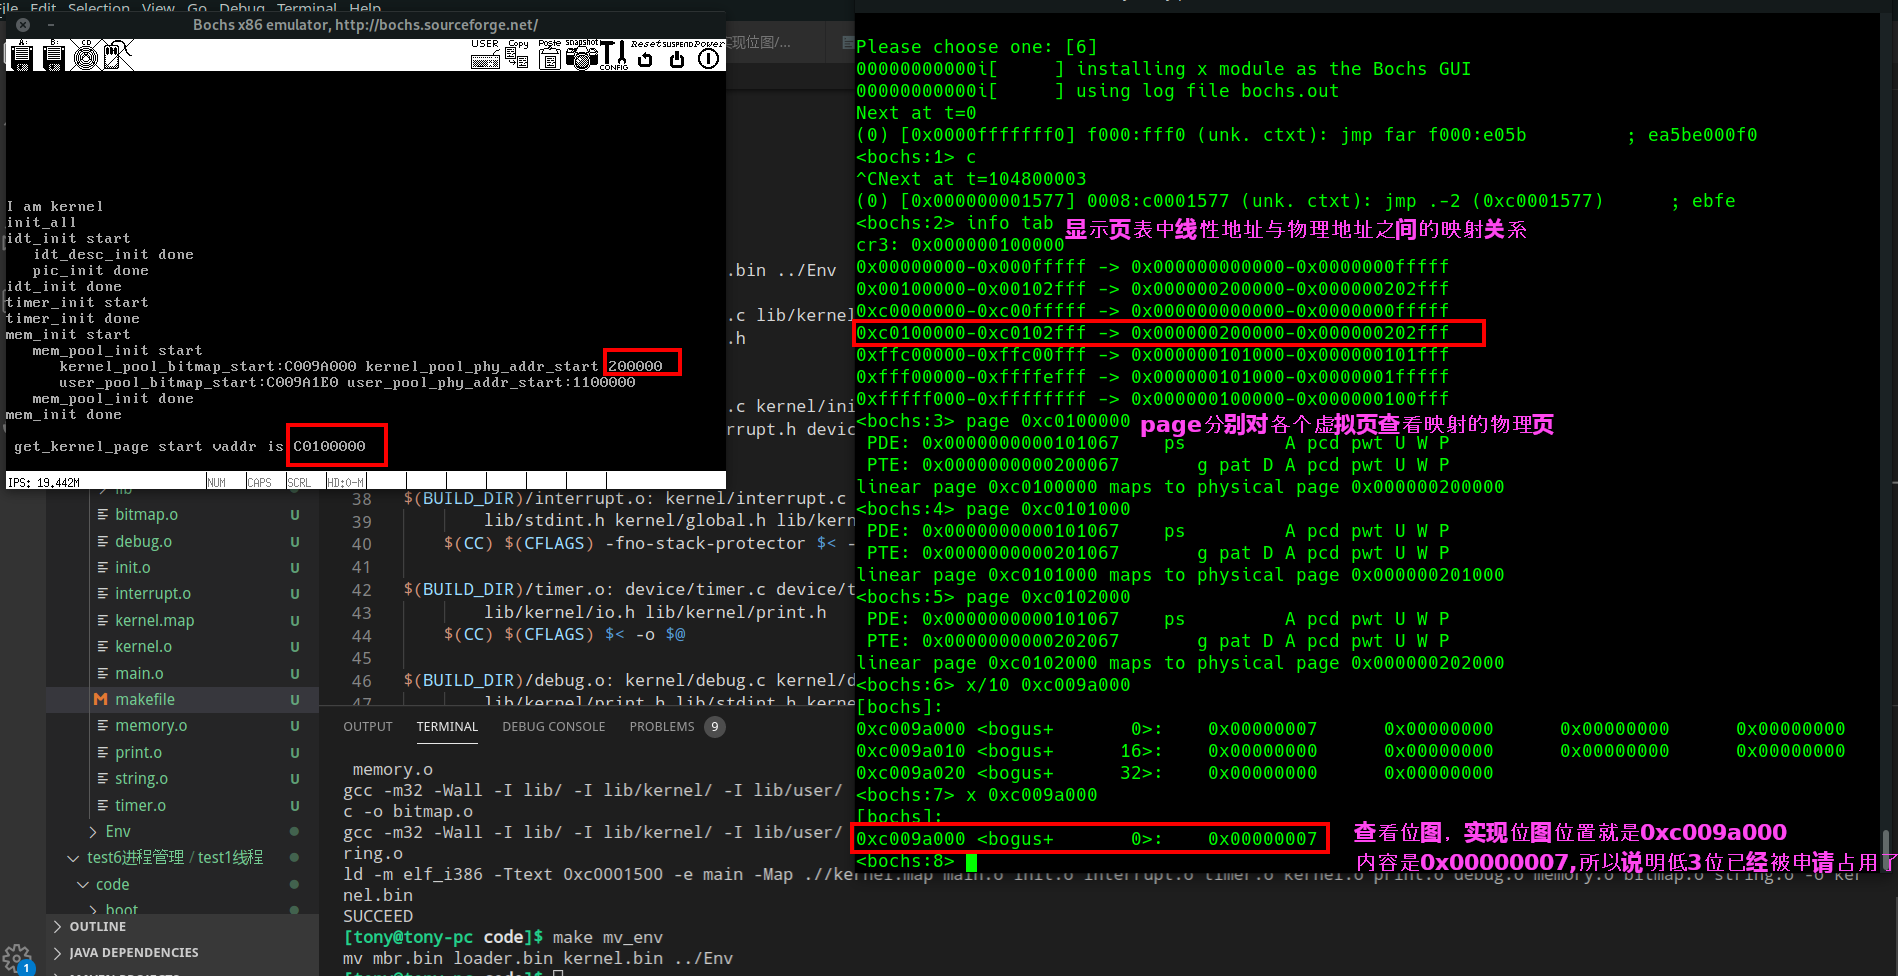 File Edit Selection View Go Debug Terminal Help
Bochs x86 emulator, http://bochs.sourceforge.net/
A: B: CD USER Copy Paste snapshot CONFIG Reset SUSPEND Power
I am kernel
init_all
idt_init start
idt_desc_init done
pic_init done
idt_init done
timer_init start
timer_init done
mem_init start
mem_pool_init start
kernel_pool_bitmap_start:C009A000 kernel_pool_phy_addr_start 200000
user_pool_bitmap_start:C009A1E0 user_pool_phy_addr_start:1100000
mem_pool_init done
mem_init done
get_kernel_page start vaddr is C0100000
IPS: 19.442M NUM CAPS SCRL HD:0-M
现位图/...
.bin ../Env
.c lib/kernel
.h
.c kernel/ini
rrupt.h devic
lib
bitmap.o U
debug.o U
init.o U
interrupt.o U
kernel.map U
kernel.o U
main.o U
makefile U
memory.o U
print.o U
string.o U
timer.o U
Env
test6进程管理 / test1线程
code
boot
OUTLINE
JAVA DEPENDENCIES
1
38 $(BUILD_DIR)/interrupt.o: kernel/interrupt.c
39 lib/stdint.h kernel/global.h lib/kern
40 $(CC) $(CFLAGS) -fno-stack-protector $< -
41
42 $(BUILD_DIR)/timer.o: device/timer.c device/t
43 lib/kernel/io.h lib/kernel/print.h
44 $(CC) $(CFLAGS) $< -o $@
45
46 $(BUILD_DIR)/debug.o: kernel/debug.c kernel/d
47 lib/kernel/print.h lib/stdint.h kernel
OUTPUT TERMINAL DEBUG CONSOLE PROBLEMS 9
memory.o
gcc -m32 -Wall -I lib/ -I lib/kernel/ -I lib/user/
c -o bitmap.o
gcc -m32 -Wall -I lib/ -I lib/kernel/ -I lib/user/
ring.o
ld -m elf_i386 -Ttext 0xc0001500 -e main -Map .//kernel.map main.o init.o interrupt.o timer.o kernel.o print.o debug.o memory.o bitmap.o string.o -o ker
nel.bin
SUCCEED
[tony@tony-pc code]$ make mv_env
mv mbr.bin loader.bin kernel.bin ../Env
[tony@tony-pc code]$
Please choose one: [6]
00000000000i[ ] installing x module as the Bochs GUI
00000000000i[ ] using log file bochs.out
Next at t=0
(0) [0x0000fffffff0] f000:fff0 (unk. ctxt): jmp far f000:e05b ; ea5be000f0
<bochs:1> c
^CNext at t=104800003
(0) [0x000000001577] 0008:c0001577 (unk. ctxt): jmp .-2 (0xc0001577) ; ebfe
<bochs:2> info tab 显示页表中线性地址与物理地址之间的映射关系
cr3: 0x000000100000
0x00000000-0x000fffff -> 0x000000000000-0x0000000fffff
0x00100000-0x00102fff -> 0x000000200000-0x000000202fff
0xc0000000-0xc00fffff -> 0x000000000000-0x0000000fffff
0xc0100000-0xc0102fff -> 0x000000200000-0x000000202fff
0xffc00000-0xffc00fff -> 0x000000101000-0x000000101fff
0xfff00000-0xffffefff -> 0x000000101000-0x0000001fffff
0xfffff000-0xffffffff -> 0x000000100000-0x000000100fff
<bochs:3> page 0xc0100000 page分别对各个虚拟页查看映射的物理页
PDE: 0x0000000000101067 ps A pcd pwt U W P
PTE: 0x0000000000200067 g pat D A pcd pwt U W P
linear page 0xc0100000 maps to physical page 0x000000200000
<bochs:4> page 0xc0101000
PDE: 0x0000000000101067 ps A pcd pwt U W P
PTE: 0x0000000000201067 g pat D A pcd pwt U W P
linear page 0xc0101000 maps to physical page 0x000000201000
<bochs:5> page 0xc0102000
PDE: 0x0000000000101067 ps A pcd pwt U W P
PTE: 0x0000000000202067 g pat D A pcd pwt U W P
linear page 0xc0102000 maps to physical page 0x000000202000
<bochs:6> x/10 0xc009a000
[bochs]:
0xc009a000 <bogus+ 0>: 0x00000007 0x00000000 0x00000000 0x00000000
0xc009a010 <bogus+ 16>: 0x00000000 0x00000000 0x00000000 0x00000000
0xc009a020 <bogus+ 32>: 0x00000000 0x00000000
<bochs:7> x 0xc009a000
[bochs]:
0xc009a000 <bogus+ 0>: 0x00000007 查看位图，实现位图位置就是0xc009a000
<bochs:8> 内容是0x00000007,所以说明低3位已经被申请占用了